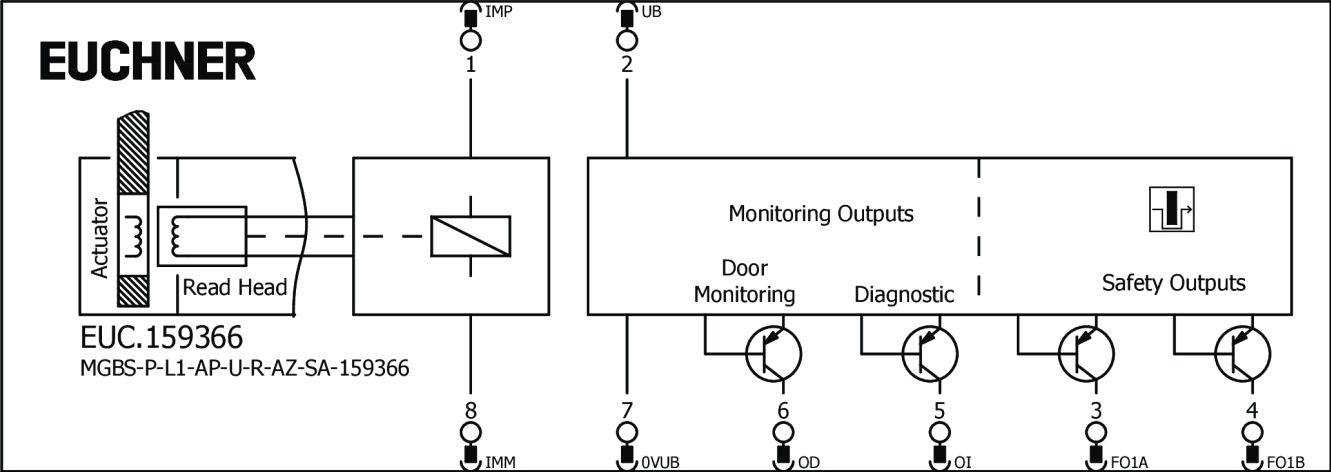 IMP
UB
1
2
EUCHNER
Actuator
Read Head
Monitoring Outputs
Door
Monitoring
Diagnostic
Safety Outputs
EUC.159366
MGBS-P-L1-AP-U-R-AZ-SA-159366
8
7
6
5
3
4
IMM
0VUB
OD
OI
FO1A
FO1B